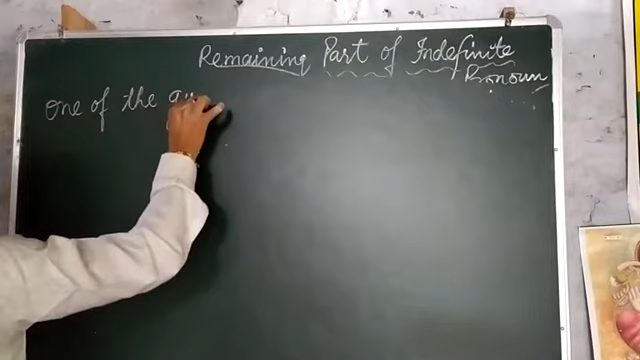 Remaining Part of Indefinite
Pronoun
One of the